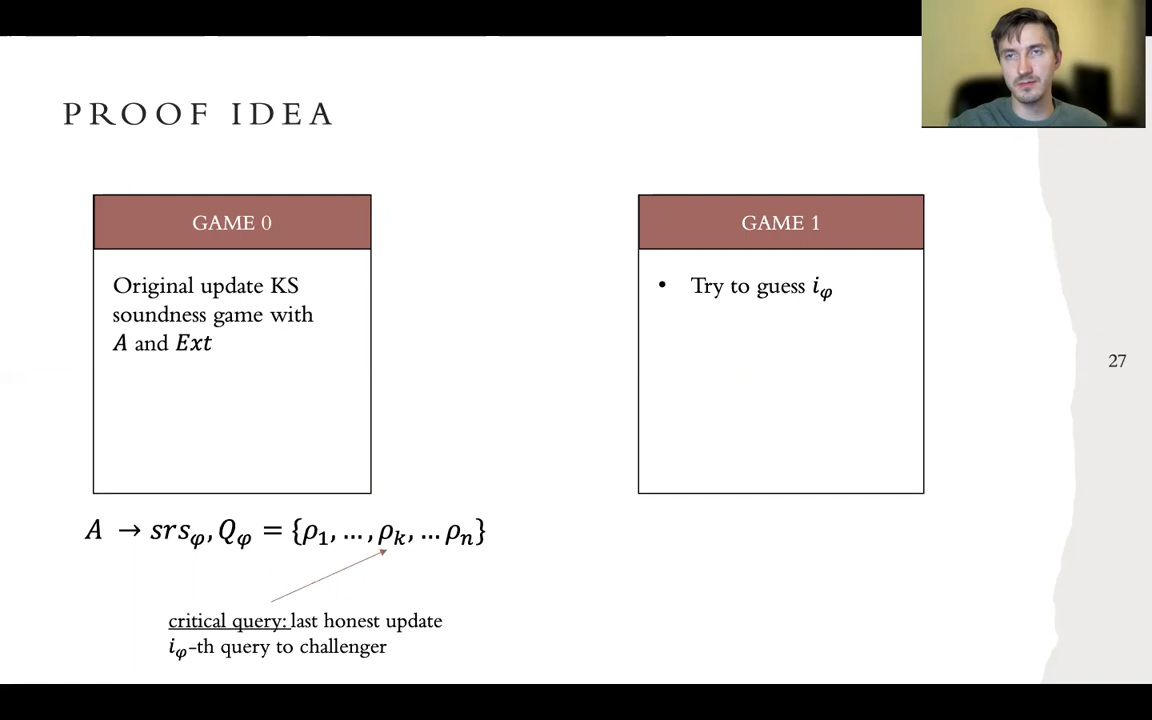 PROOF IDEA
GAME 0
Original update KS
soundness game with
A and Ext
GAME 1
• Try to guess i_φ
27
A → srs_φ, Q_φ = {ρ_1, …, ρ_k, … ρ_n}
critical query: last honest update
i_φ-th query to challenger